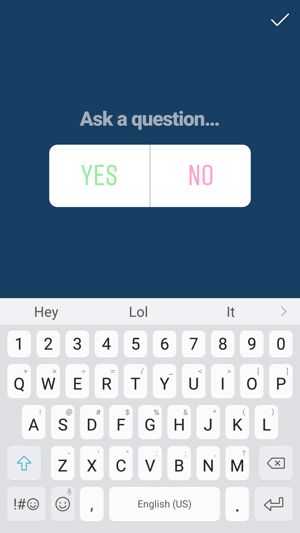 Ask a question...
YES NO
Hey Lol It
1 2 3 4 5 6 7 8 9 0
+ × ÷ = / _ < > [ ]
Q W E R T Y U I O P
! @ # $ % ^ & * ( )
A S D F G H J K L
- ' " : ; , ?
Z X C V B N M
!#☺ , English (US) .